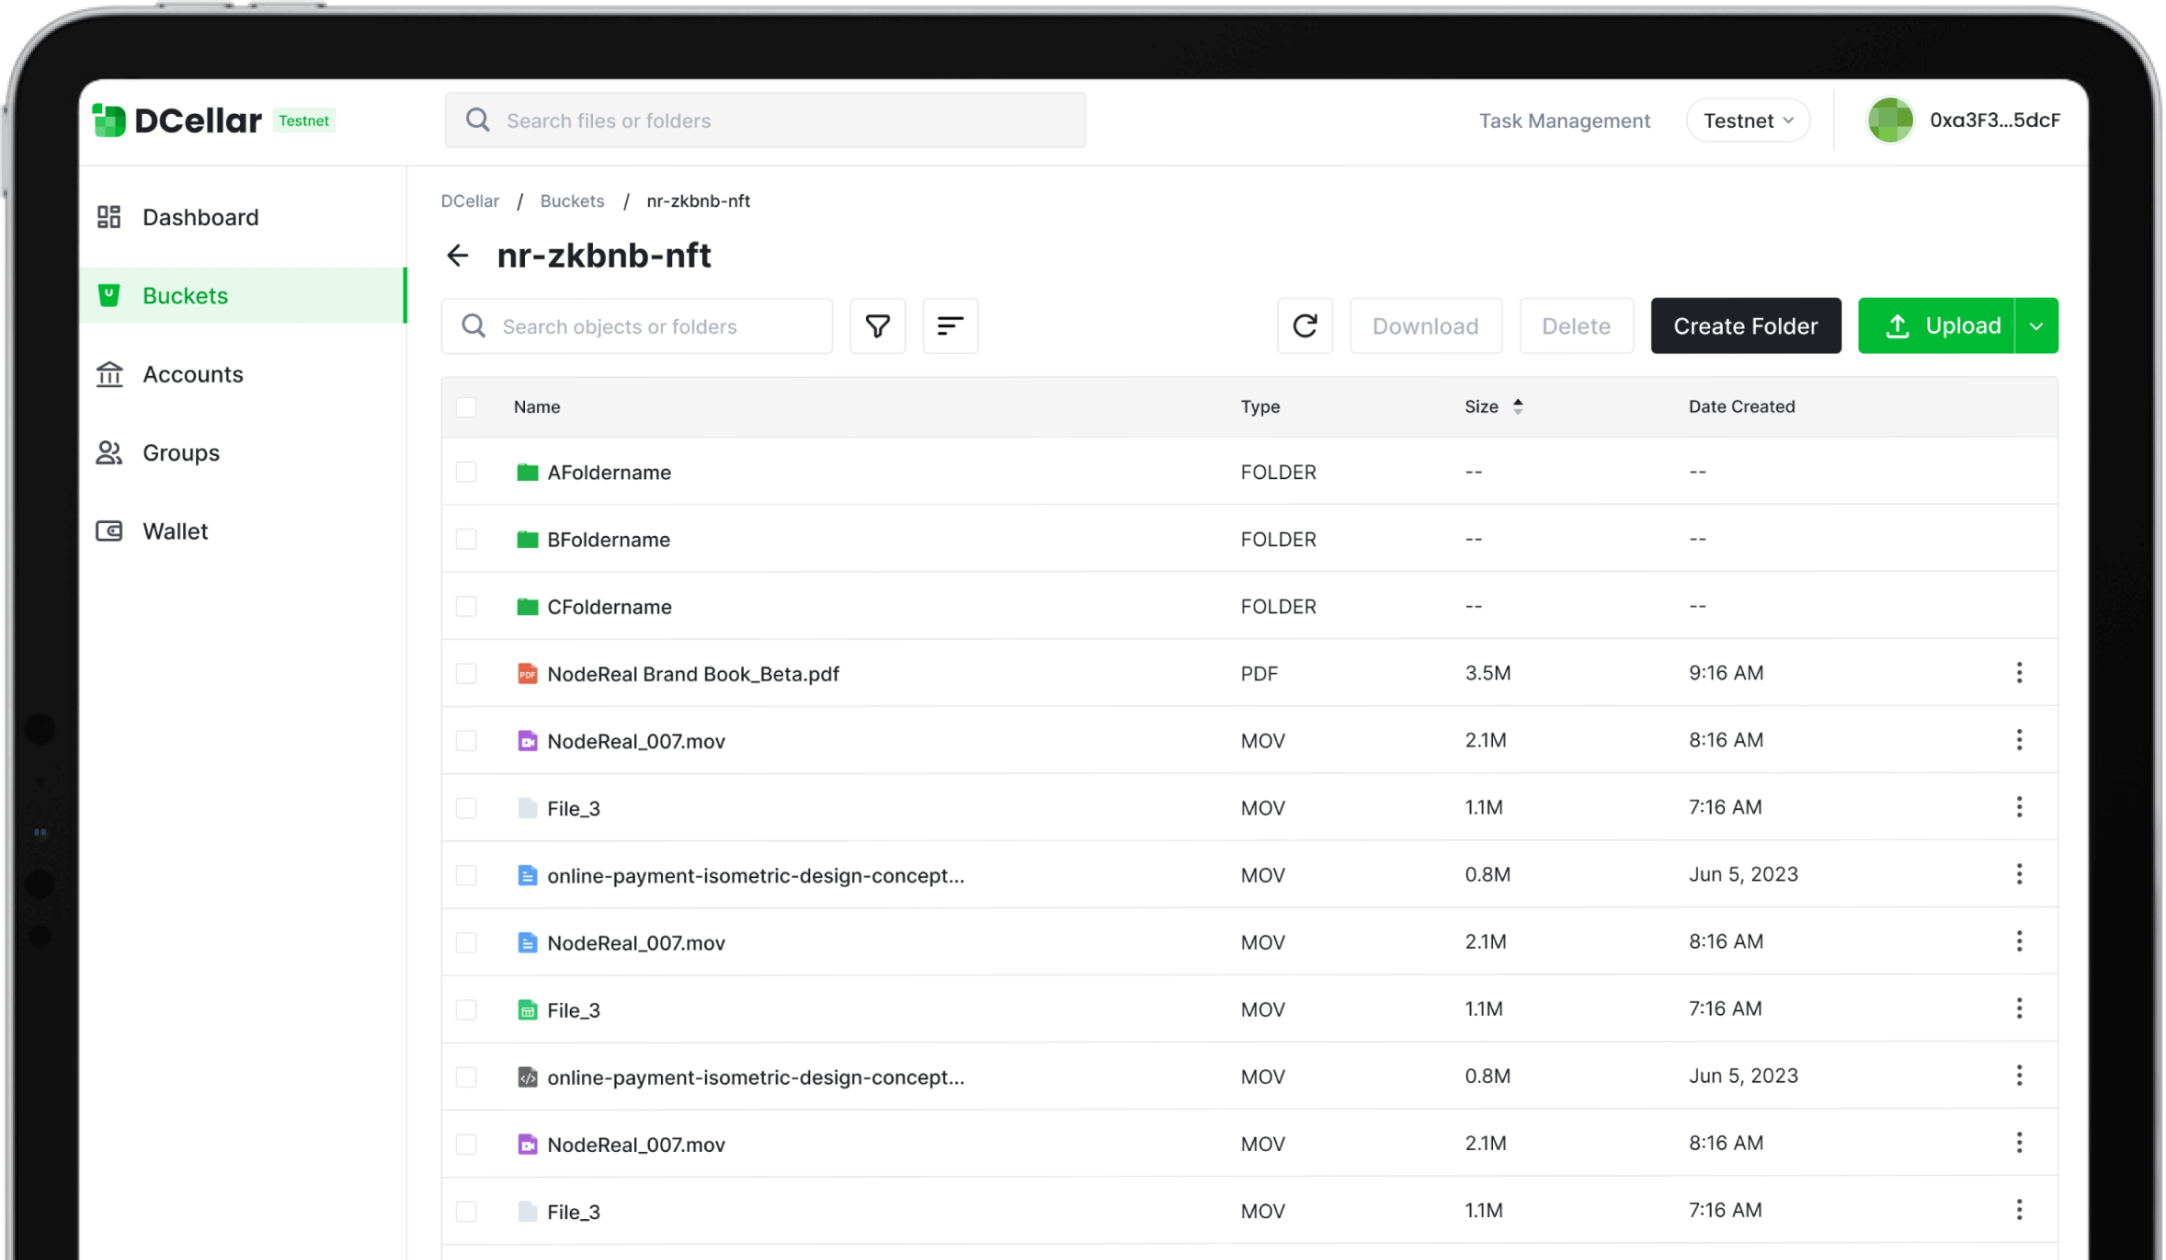 DCellar Testnet
Search files or folders
Task Management
Testnet
0xa3F3...5dcF
Dashboard
Buckets
Accounts
Groups
Wallet
DCellar / Buckets / nr-zkbnb-nft
nr-zkbnb-nft
Search objects or folders
Download
Delete
Create Folder
Upload
Name Type Size Date Created
AFoldername FOLDER -- --
BFoldername FOLDER -- --
CFoldername FOLDER -- --
PDF NodeReal Brand Book_Beta.pdf PDF 3.5M 9:16 AM
NodeReal_007.mov MOV 2.1M 8:16 AM
File_3 MOV 1.1M 7:16 AM
online-payment-isometric-design-concept... MOV 0.8M Jun 5, 2023
NodeReal_007.mov MOV 2.1M 8:16 AM
File_3 MOV 1.1M 7:16 AM
online-payment-isometric-design-concept... MOV 0.8M Jun 5, 2023
NodeReal_007.mov MOV 2.1M 8:16 AM
File_3 MOV 1.1M 7:16 AM